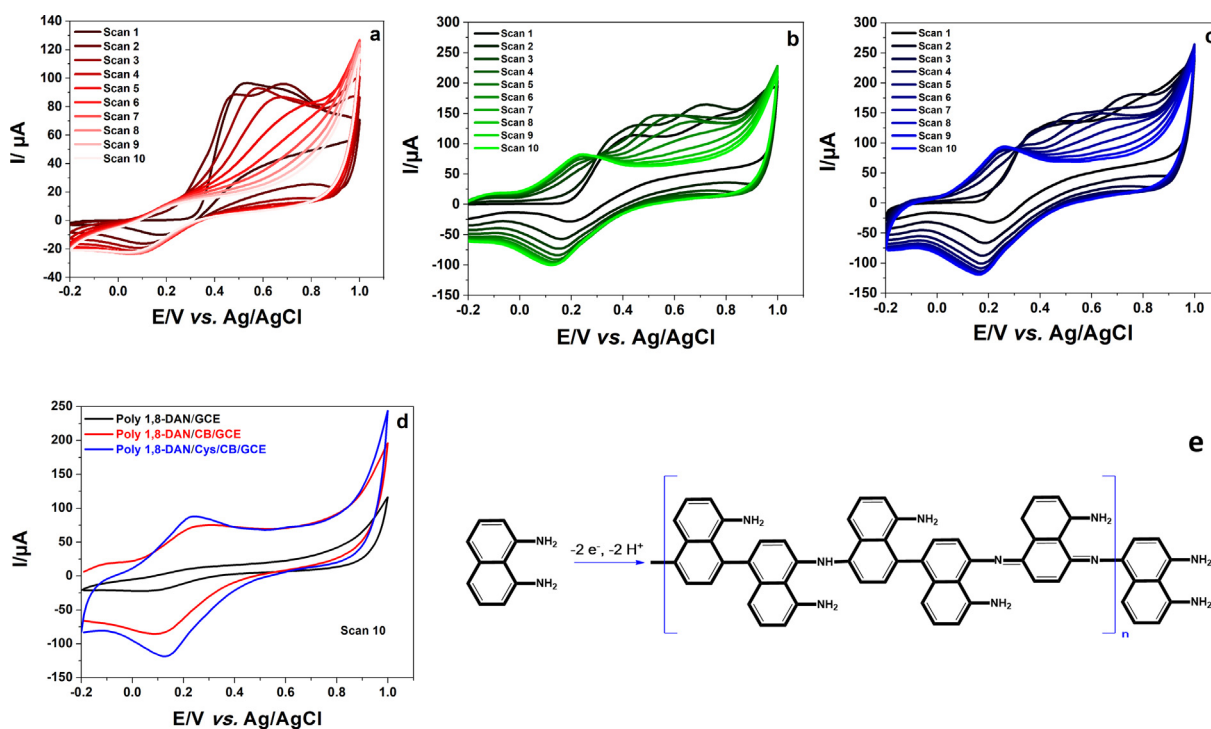 a
Scan 1
Scan 2
Scan 3
Scan 4
Scan 5
Scan 6
Scan 7
Scan 8
Scan 9
Scan 10
I/µA
140
120
100
80
60
40
20
0
-20
-40
-0.2 0.0 0.2 0.4 0.6 0.8 1.0
E/V vs. Ag/AgCl
b
Scan 1
Scan 2
Scan 3
Scan 4
Scan 5
Scan 6
Scan 7
Scan 8
Scan 9
Scan 10
I/µA
300
250
200
150
100
50
0
-50
-100
-150
-0.2 0.0 0.2 0.4 0.6 0.8 1.0
E/V vs. Ag/AgCl
c
Scan 1
Scan 2
Scan 3
Scan 4
Scan 5
Scan 6
Scan 7
Scan 8
Scan 9
Scan 10
I/µA
300
250
200
150
100
50
0
-50
-100
-150
-0.2 0.0 0.2 0.4 0.6 0.8 1.0
E/V vs. Ag/AgCl
d
Poly 1,8-DAN/GCE
Poly 1,8-DAN/CB/GCE
Poly 1,8-DAN/Cys/CB/GCE
Scan 10
I/µA
250
200
150
100
50
0
-50
-100
-150
-0.2 0.0 0.2 0.4 0.6 0.8 1.0
E/V vs. Ag/AgCl
e
NH₂
NH₂
-2 e⁻, -2 H⁺
NH₂
NH₂
NH
NH₂
NH₂
N
NH₂
N
NH₂
NH₂
n